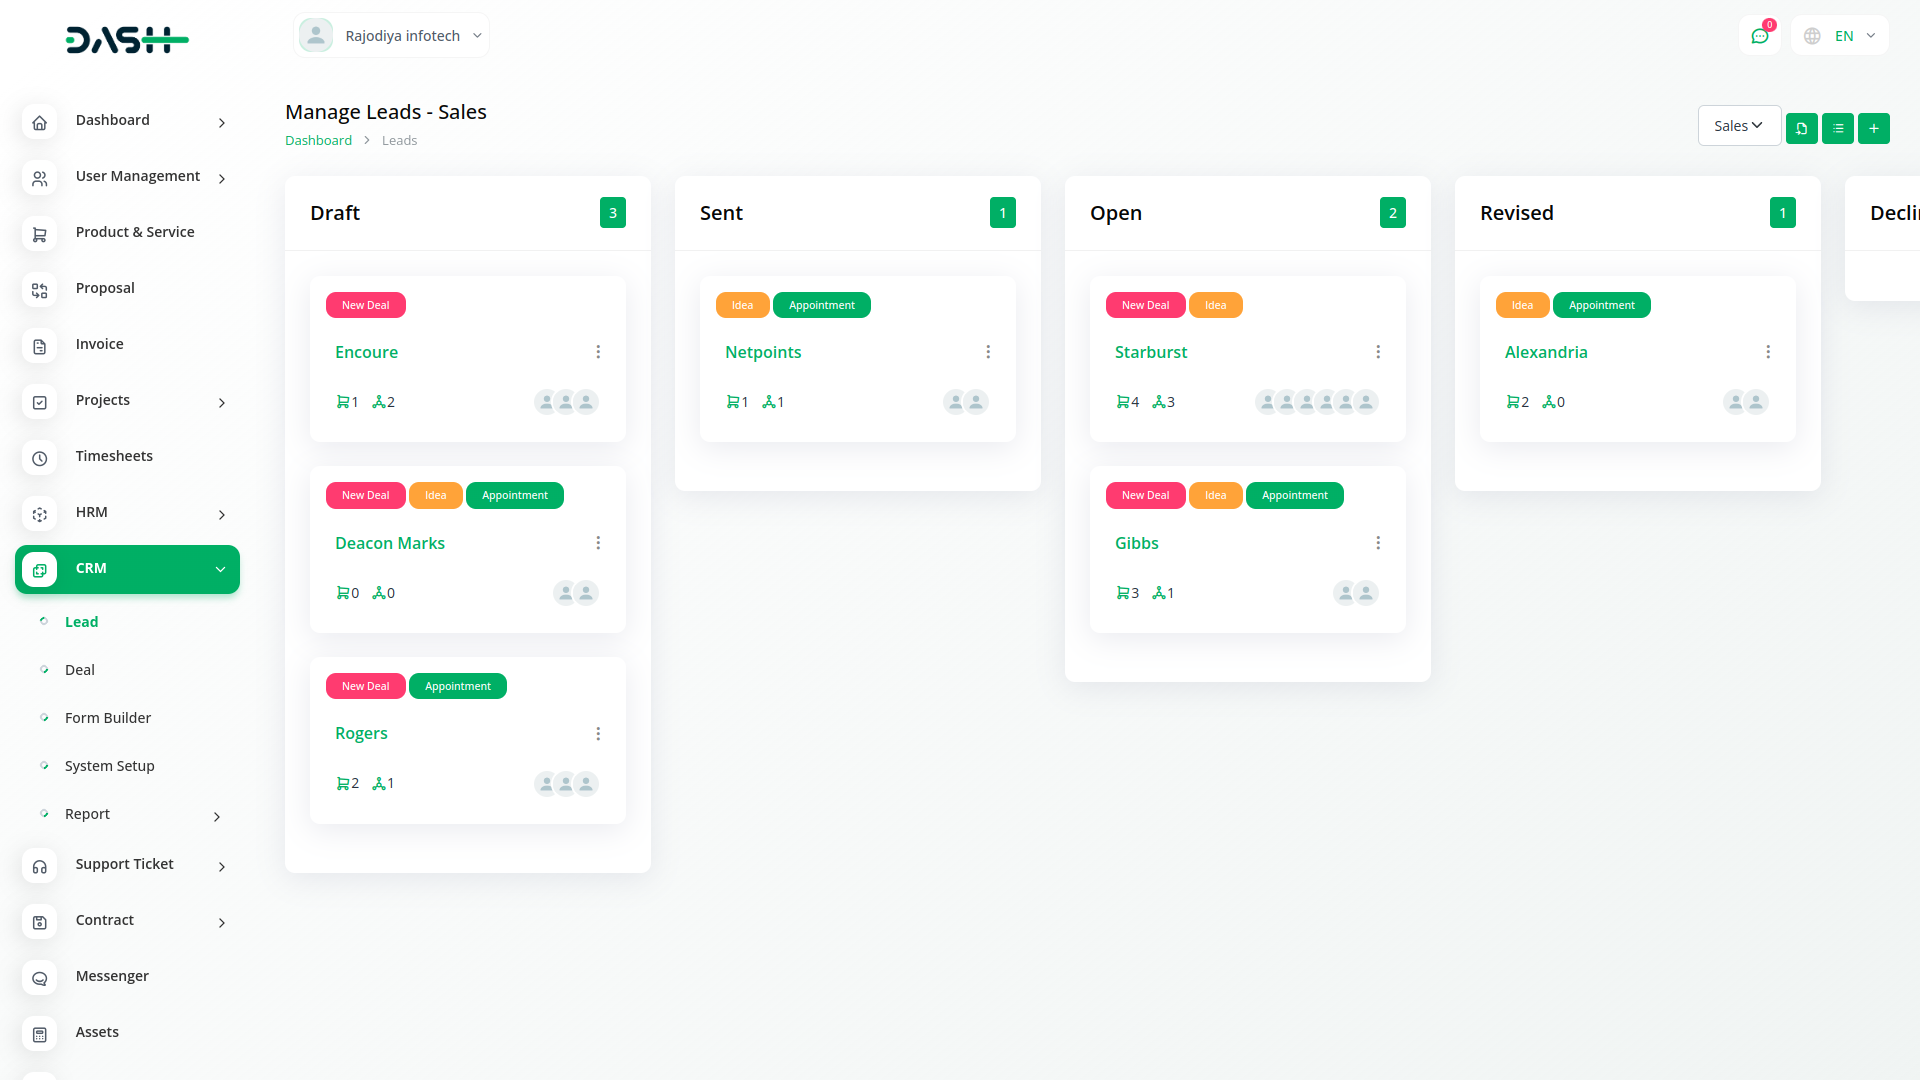 DASH
Rajodiya infotech
0
EN
Dashboard
User Management
Product & Service
Proposal
Invoice
Projects
Timesheets
HRM
CRM
Lead
Deal
Form Builder
System Setup
Report
Support Ticket
Contract
Messenger
Assets
Manage Leads - Sales
Dashboard > Leads
Sales
Draft
3
New Deal
Encoure
1 2
New Deal Idea Appointment
Deacon Marks
0 0
New Deal Appointment
Rogers
2 1
Sent
1
Idea Appointment
Netpoints
1 1
Open
2
New Deal Idea
Starburst
4 3
New Deal Idea Appointment
Gibbs
3 1
Revised
1
Idea Appointment
Alexandria
2 0